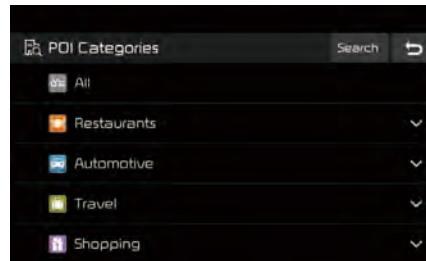 POI Categories Search
All
Restaurants
Automotive
Travel
Shopping